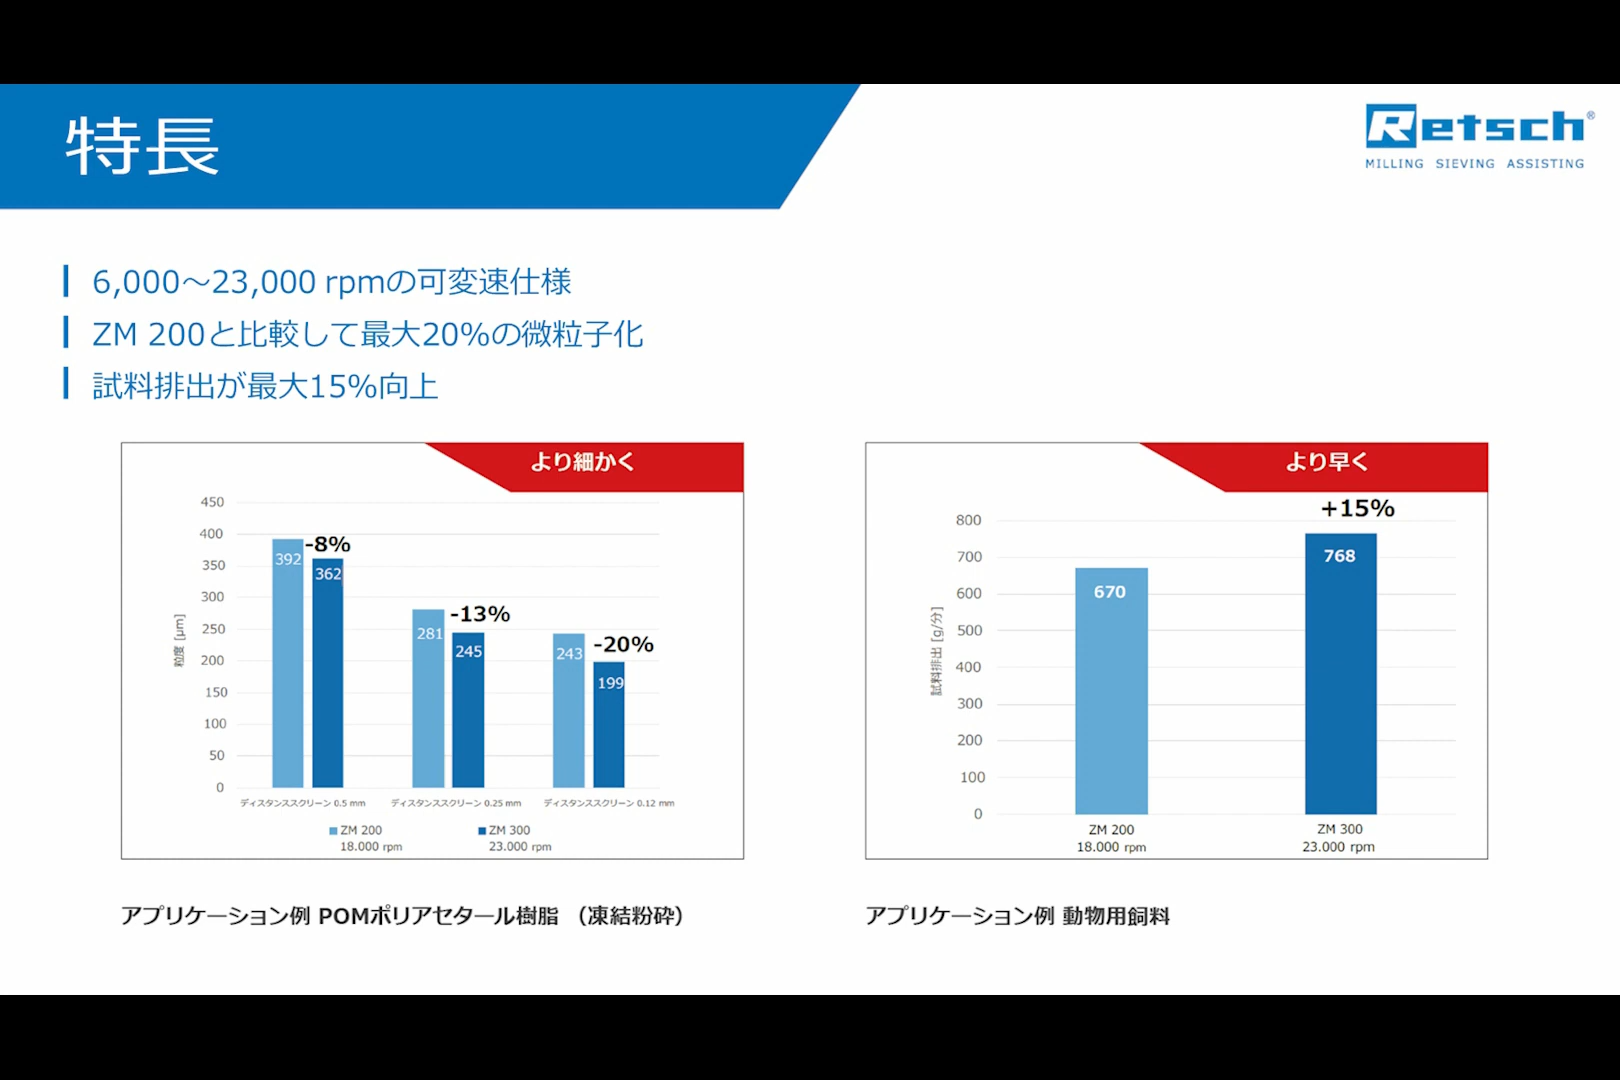 特長
Retsch®
MILLING SIEVING ASSISTING
6,000～23,000 rpmの可変速仕様
ZM 200と比較して最大20%の微粒子化
試料排出が最大15%向上
より細かく
450
400
350
300
250
200
150
100
50
0
粒度 [μm]
392
-8%
362
281
-13%
245
243
-20%
199
ディスタンススクリーン 0.5 mm
ディスタンススクリーン 0.25 mm
ディスタンススクリーン 0.12 mm
ZM 200
18.000 rpm
ZM 300
23.000 rpm
アプリケーション例 POMポリアセタール樹脂 （凍結粉砕）
より早く
+15%
800
700
600
500
400
300
200
100
0
試料排出 [g/分]
670
768
ZM 200
18.000 rpm
ZM 300
23.000 rpm
アプリケーション例 動物用飼料